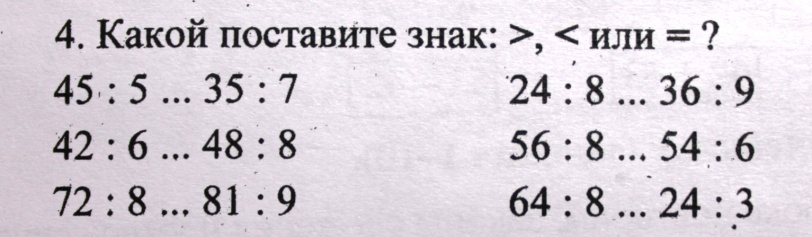 4. Какой поставите знак: >, < или = ?
45 : 5 ... 35 : 7 24 : 8 ... 36 : 9
42 : 6 ... 48 : 8 56 : 8 ... 54 : 6
72 : 8 ... 81 : 9 64 : 8 ... 24 : 3